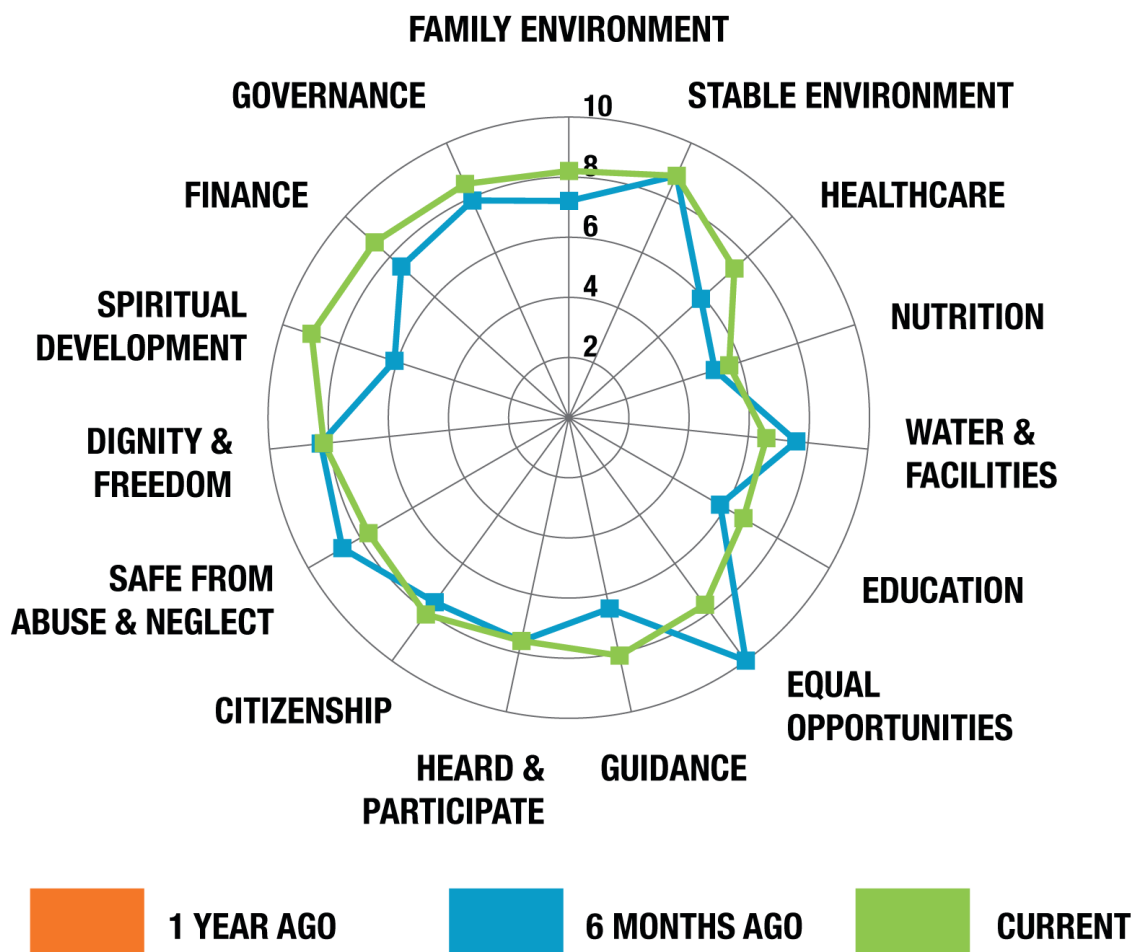 FAMILY ENVIRONMENT
GOVERNANCE
STABLE ENVIRONMENT
10
FINANCE
HEALTHCARE
8
6
SPIRITUAL
DEVELOPMENT
NUTRITION
4
2
DIGNITY &
FREEDOM
WATER &
FACILITIES
SAFE FROM
ABUSE & NEGLECT
EDUCATION
CITIZENSHIP
EQUAL
OPPORTUNITIES
HEARD &
PARTICIPATE
GUIDANCE
1 YEAR AGO
6 MONTHS AGO
CURRENT